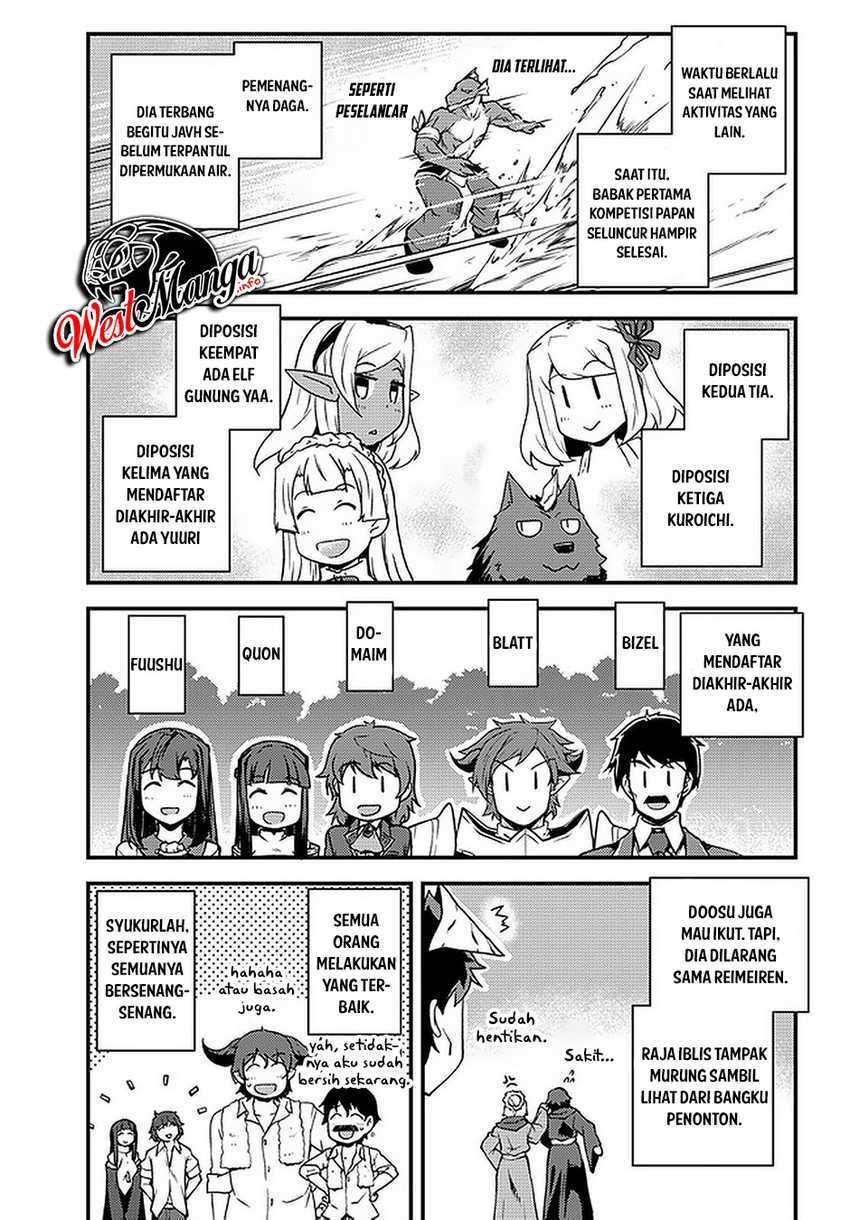 WAKTU BERLALU
SAAT MELIHAT
AKTIVITAS YANG
LAIN.
SAAT ITU,
BABAK PERTAMA
KOMPETISI PAPAN
SELUNCUR HAMPIR
SELESAI.
DIA TERLIHAT...
SEPERTI
PESELANCAR
PEMENANG-
NYA DAGA.
DIA TERBANG
BEGITU JAVH SE-
BELUM TERPANTUL
DIPERMUKAAN AIR.
WestManga
.info
DIPOSISI
KEDUA TIA.
DIPOSISI
KETIGA
KUROICHI.
DIPOSISI
KEEMPAT
ADA ELF
GUNUNG YAA.
DIPOSISI
KELIMA YANG
MENDAFTAR
DIAKHIR-AKHIR
ADA YUURI
YANG
MENDAFTAR
DIAKHIR-AKHIR
ADA,
BIZEL
BLATT
DO-
MAIM
QUON
FUUSHU
DOOSU JUGA
MAU IKUT. TAPI,
DIA DILARANG
SAMA REIMEIREN.
RAJA IBLIS TAMPAK
MURUNG SAMBIL
LIHAT DARI BANGKU
PENONTON.
Sudah
hentikan.
Sakit...
SEMUA
ORANG
MELAKUKAN
YANG TER-
BAIK.
yah, setidak-
nya aku sudah
bersih sekarang.
hahaha
atau basah
juga.
SYUKURLAH,
SEPERTINYA
SEMUANYA
BERSENANG-
SENANG.